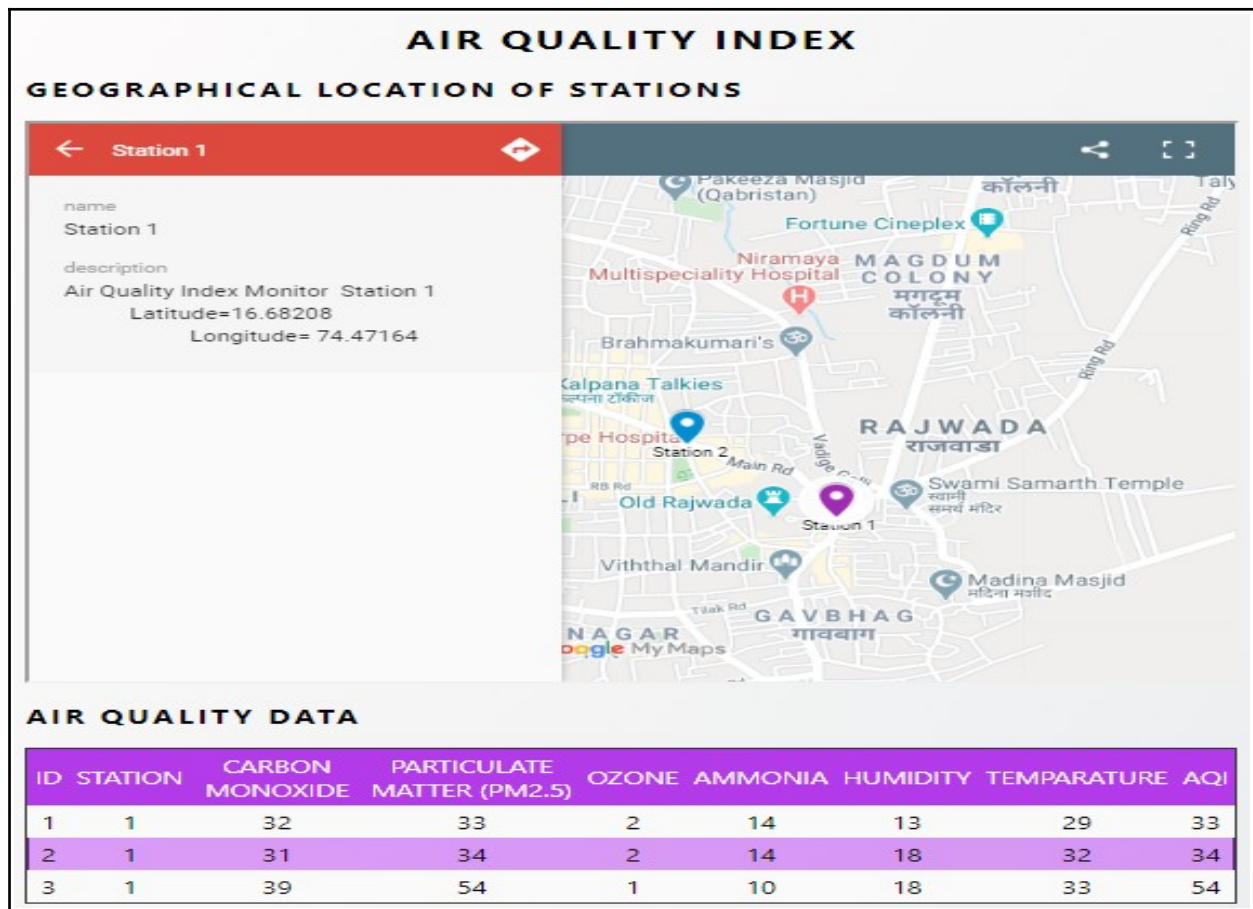 AIR QUALITY INDEX
GEOGRAPHICAL LOCATION OF STATIONS
Station 1
name
Station 1
description
Air Quality Index Monitor Station 1
Latitude=16.68208
Longitude= 74.47164
Pakeeza Masjid
(Qabristan)
कॉलनी
Ring Rd
Fortune Cineplex
Niramaya
Multispeciality Hospital
MAGDUM
COLONY
मगदूम
कॉलनी
Brahmakumari's
Ring Rd
Kalpana Talkies
Station 2
RAJWADA
राजवाडा
Main Rd
RB Rd
Old Rajwada
Station 1
Swami Samarth Temple
स्वामी
समर्थ मंदिर
Viththal Mandir
Madina Masjid
मदिना मशीद
Tilak Rd
GAVBHAG
गावबाग
NAGAR
My Maps
AIR QUALITY DATA
ID STATION CARBON MONOXIDE PARTICULATE MATTER (PM2.5) OZONE AMMONIA HUMIDITY TEMPARATURE AQI
1 1 32 33 2 14 13 29 33
2 1 31 34 2 14 18 32 34
3 1 39 54 1 10 18 33 54